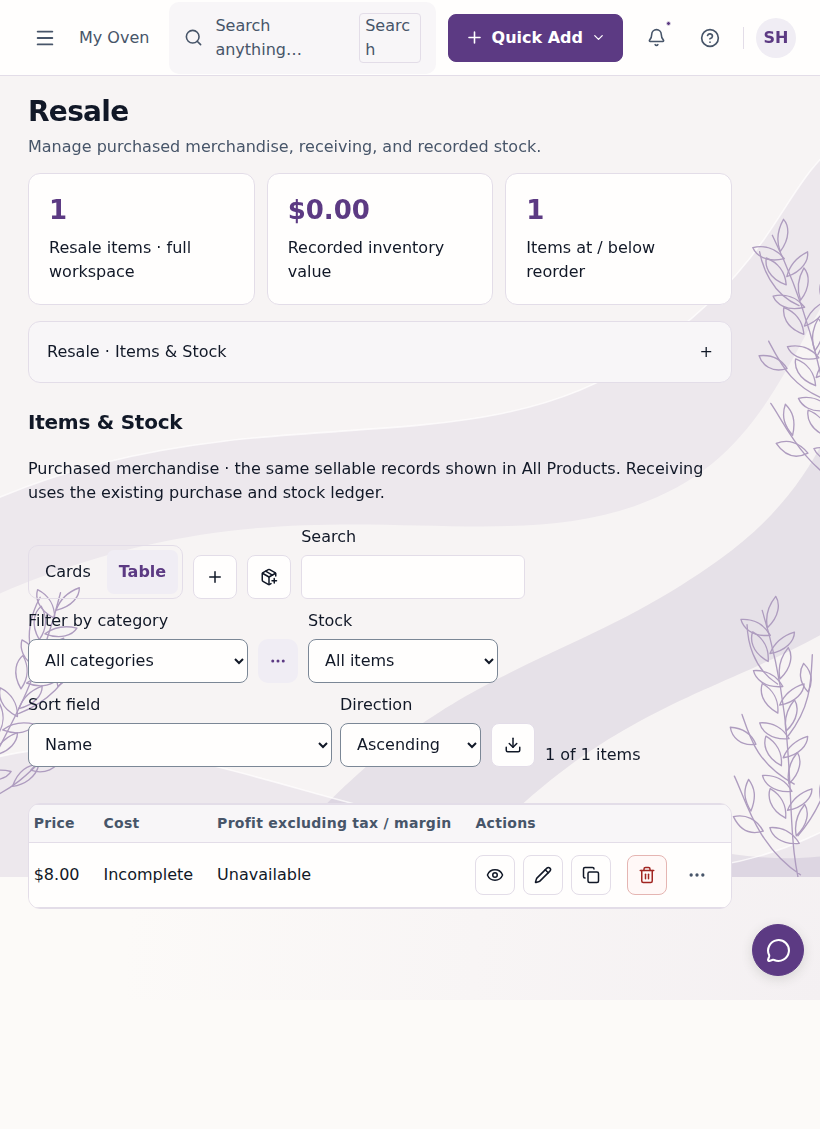 My Oven
Search
anything…
Searc
h
Quick Add
SH
Resale
Manage purchased merchandise, receiving, and recorded stock.
1
Resale items · full
workspace
$0.00
Recorded inventory
value
1
Items at / below
reorder
Resale · Items & Stock
+
Items & Stock
Purchased merchandise · the same sellable records shown in All Products. Receiving
uses the existing purchase and stock ledger.
Search
Cards Table
Filter by category Stock
All categories All items
Sort field Direction
Name Ascending 1 of 1 items
Price Cost Profit excluding tax / margin Actions
$8.00 Incomplete Unavailable